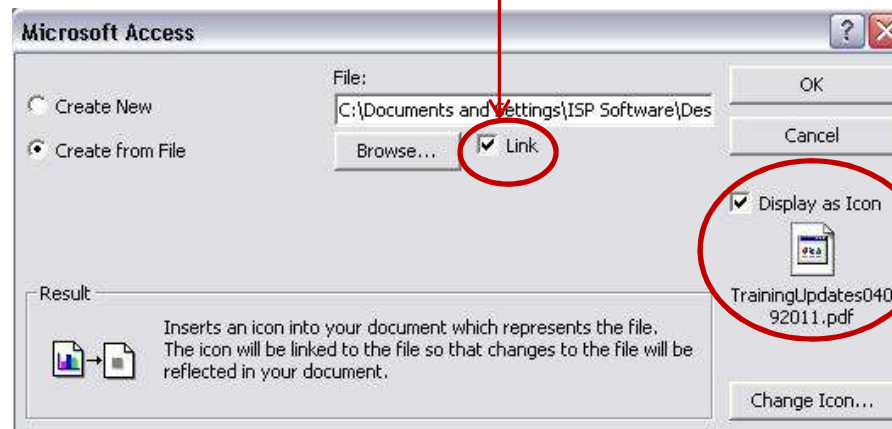 Microsoft Access
File:
Create New
C:\Documents and Settings\ISP Software\Des
OK
Create from File
Browse...
Link
Cancel
Display as Icon
TrainingUpdates040
92011.pdf
Result
Inserts an icon into your document which represents the file.
The icon will be linked to the file so that changes to the file will be
reflected in your document.
Change Icon...